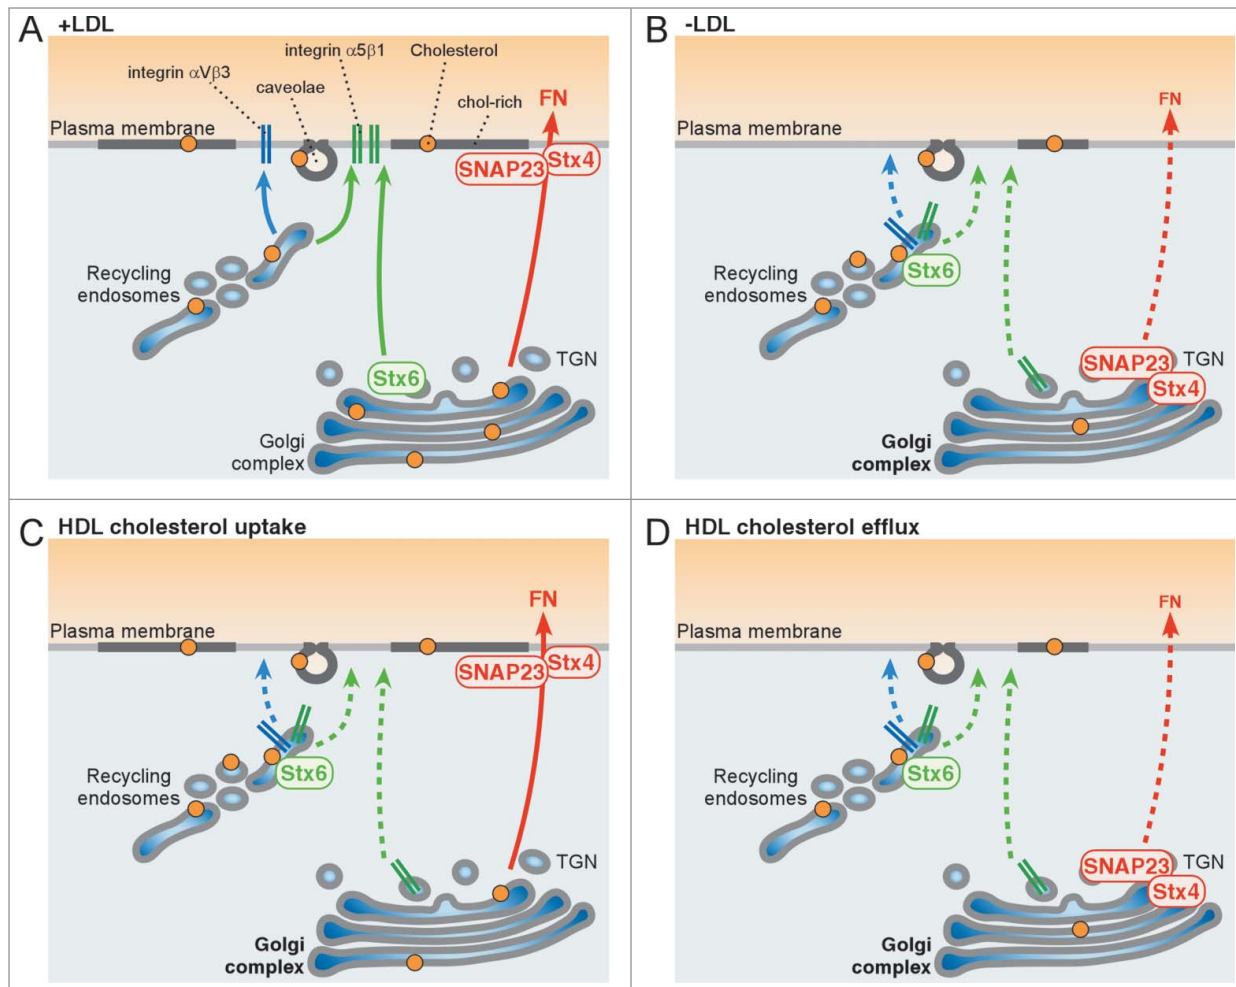 A +LDL
integrin αVβ3
integrin α5β1
Cholesterol
caveolae
chol-rich
FN
Plasma membrane
SNAP23
Stx4
Recycling
endosomes
Stx6
TGN
Golgi
complex
B -LDL
FN
Plasma membrane
Recycling
endosomes
Stx6
SNAP23
TGN
Stx4
Golgi
complex
C HDL cholesterol uptake
FN
Plasma membrane
SNAP23
Stx4
Recycling
endosomes
Stx6
TGN
Golgi
complex
D HDL cholesterol efflux
FN
Plasma membrane
Recycling
endosomes
Stx6
SNAP23
TGN
Stx4
Golgi
complex